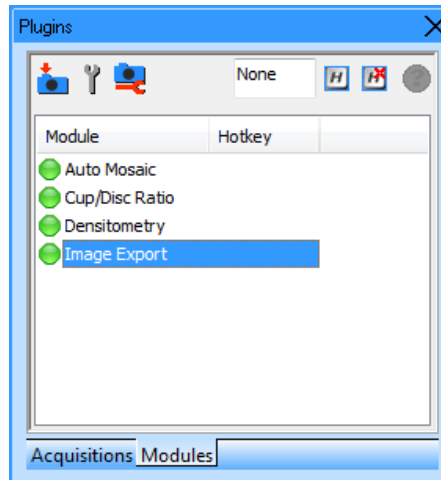 Plugins
None H H
Module Hotkey
Auto Mosaic
Cup/Disc Ratio
Densitometry
Image Export
Acquisitions Modules